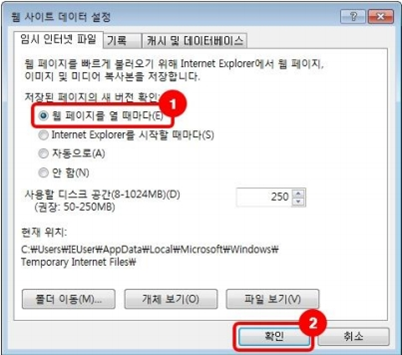 웹 사이트 데이터 설정
임시 인터넷 파일 기록 캐시 및 데이터베이스
웹 페이지를 빠르게 불러오기 위해 Internet Explorer에서 웹 페이지,
이미지 및 미디어 복사본을 저장합니다.
저장된 페이지의 새 버전 확인:
1
웹 페이지를 열 때마다(E)
Internet Explorer를 시작할 때마다(S)
자동으로(A)
안 함(N)
사용할 디스크 공간(8-1024MB)(D) 250
(권장: 50-250MB)
현재 위치:
C:₩Users₩IEUser₩AppData₩Local₩Microsoft₩Windows₩
Temporary Internet Files₩
폴더 이동(M)... 개체 보기(O) 파일 보기(V)
2
확인 취소